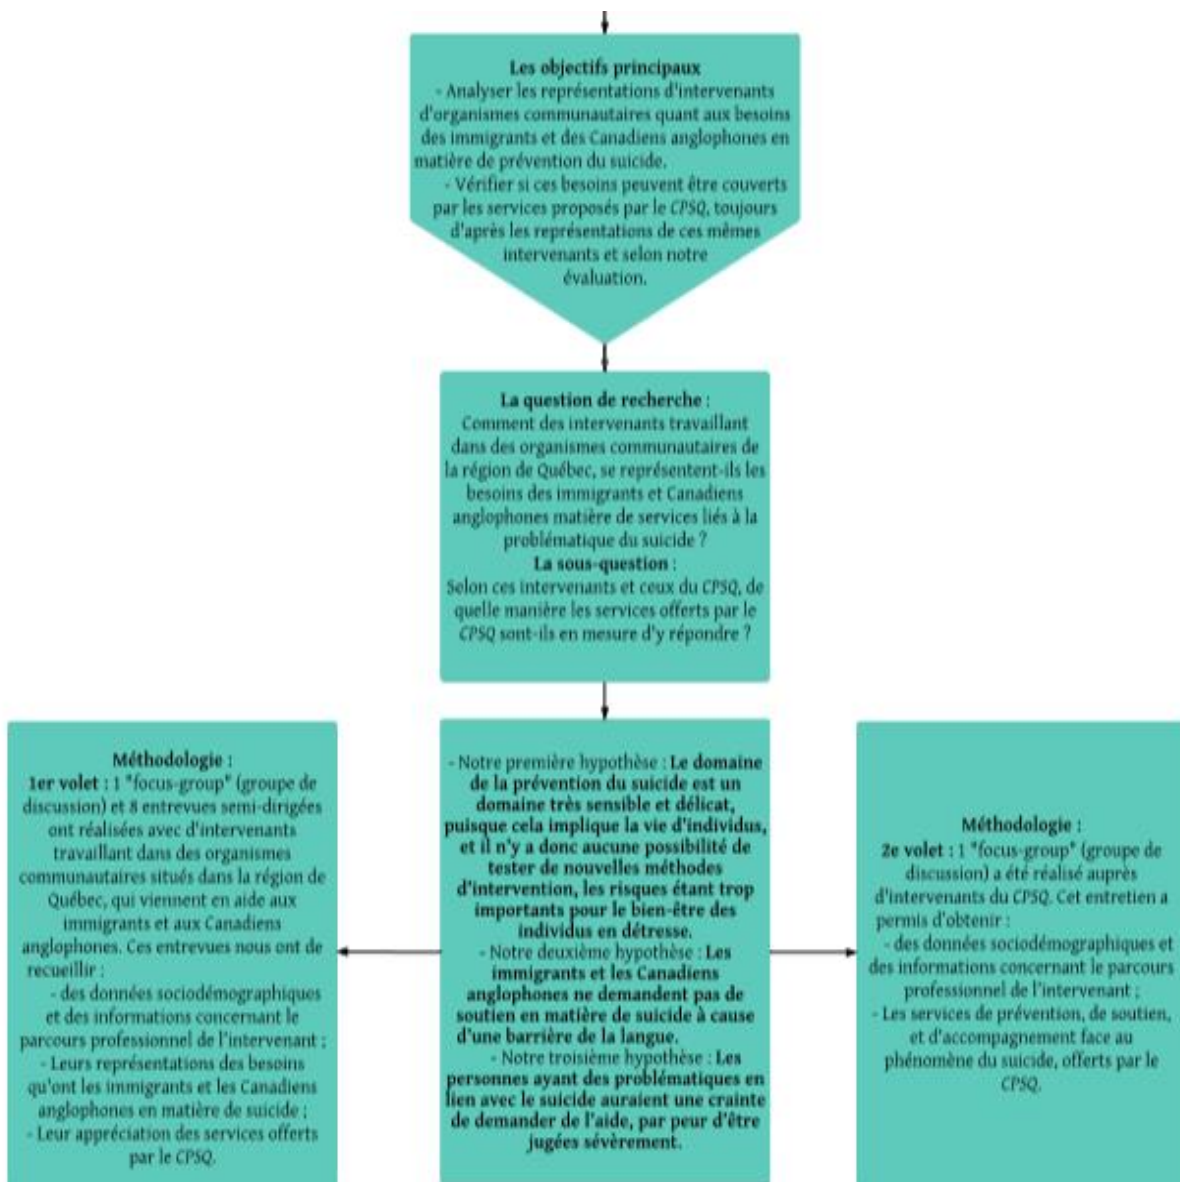 Les objectifs principaux
- Analyser les représentations d'intervenants
d'organismes communautaires quant aux besoins
des immigrants et des Canadiens anglophones en
matière de prévention du suicide.
- Vérifier si ces besoins peuvent être couverts
par les services proposés par le CPSQ, toujours
d'après les représentations de ces mêmes
intervenants et selon notre
évaluation.
La question de recherche :
Comment des intervenants travaillant
dans des organismes communautaires de
la région de Québec, se représentent-ils les
besoins des immigrants et Canadiens
anglophones matière de services liés à la
problématique du suicide ?
La sous-question :
Selon ces intervenants et ceux du CPSQ, de
quelle manière les services offerts par le
CPSQ sont-ils en mesure d'y répondre ?
Méthodologie :
1er volet : 1 "focus-group" (groupe de
discussion) et 8 entrevues semi-dirigées
ont réalisées avec d'intervenants
travaillant dans des organismes
communautaires situés dans la région de
Québec, qui viennent en aide aux
immigrants et aux Canadiens
anglophones. Ces entrevues nous ont de
recueillir :
- des données sociodémographiques
et des informations concernant le
parcours professionnel de l'intervenant ;
- Leurs représentations des besoins
qu'ont les immigrants et les Canadiens
anglophones en matière de suicide ;
- Leur appréciation des services offerts
par le CPSQ.
- Notre première hypothèse : Le domaine
de la prévention du suicide est un
domaine très sensible et délicat,
puisque cela implique la vie d'individus,
et il n'y a donc aucune possibilité de
tester de nouvelles méthodes
d'intervention, les risques étant trop
importants pour le bien-être des
individus en détresse.
- Notre deuxième hypothèse : Les
immigrants et les Canadiens
anglophones ne demandent pas de
soutien en matière de suicide à cause
d'une barrière de la langue.
- Notre troisième hypothèse : Les
personnes ayant des problématiques en
lien avec le suicide auraient une crainte
de demander de l'aide, par peur d'être
jugées sévèrement.
Méthodologie :
2e volet : 1 "focus-group" (groupe de
discussion) a été réalisé auprès
d'intervenants du CPSQ. Cet entretien a
permis d'obtenir :
- des données sociodémographiques et
des informations concernant le parcours
professionnel de l'intervenant ;
- Les services de prévention, de soutien,
et d'accompagnement face au
phénomène du suicide, offerts par le
CPSQ.